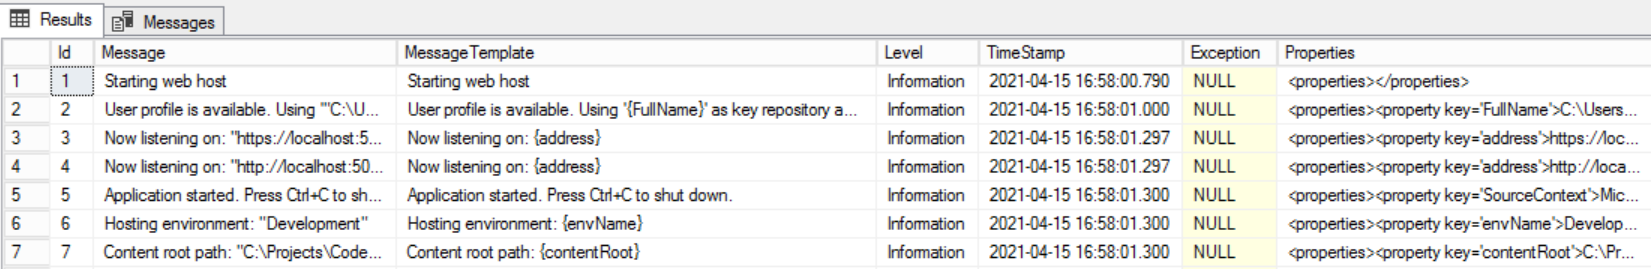 Results Messages
Id Message MessageTemplate Level TimeStamp Exception Properties
1 1 Starting web host Starting web host Information 2021-04-15 16:58:00.790 NULL <properties></properties>
2 2 User profile is available. Using "'C:\U... User profile is available. Using '{FullName}' as key repository a... Information 2021-04-15 16:58:01.000 NULL <properties><property key='FullName'>C:\Users...
3 3 Now listening on: "https://localhost:5... Now listening on: {address} Information 2021-04-15 16:58:01.297 NULL <properties><property key='address'>https://loc...
4 4 Now listening on: "http://localhost:50... Now listening on: {address} Information 2021-04-15 16:58:01.297 NULL <properties><property key='address'>http://loca...
5 5 Application started. Press Ctrl+C to sh... Application started. Press Ctrl+C to shut down. Information 2021-04-15 16:58:01.300 NULL <properties><property key='SourceContext'>Mic...
6 6 Hosting environment: "Development" Hosting environment: {envName} Information 2021-04-15 16:58:01.300 NULL <properties><property key='envName'>Develop...
7 7 Content root path: "C:\Projects\Code... Content root path: {contentRoot} Information 2021-04-15 16:58:01.300 NULL <properties><property key='contentRoot'>C:\Pr...